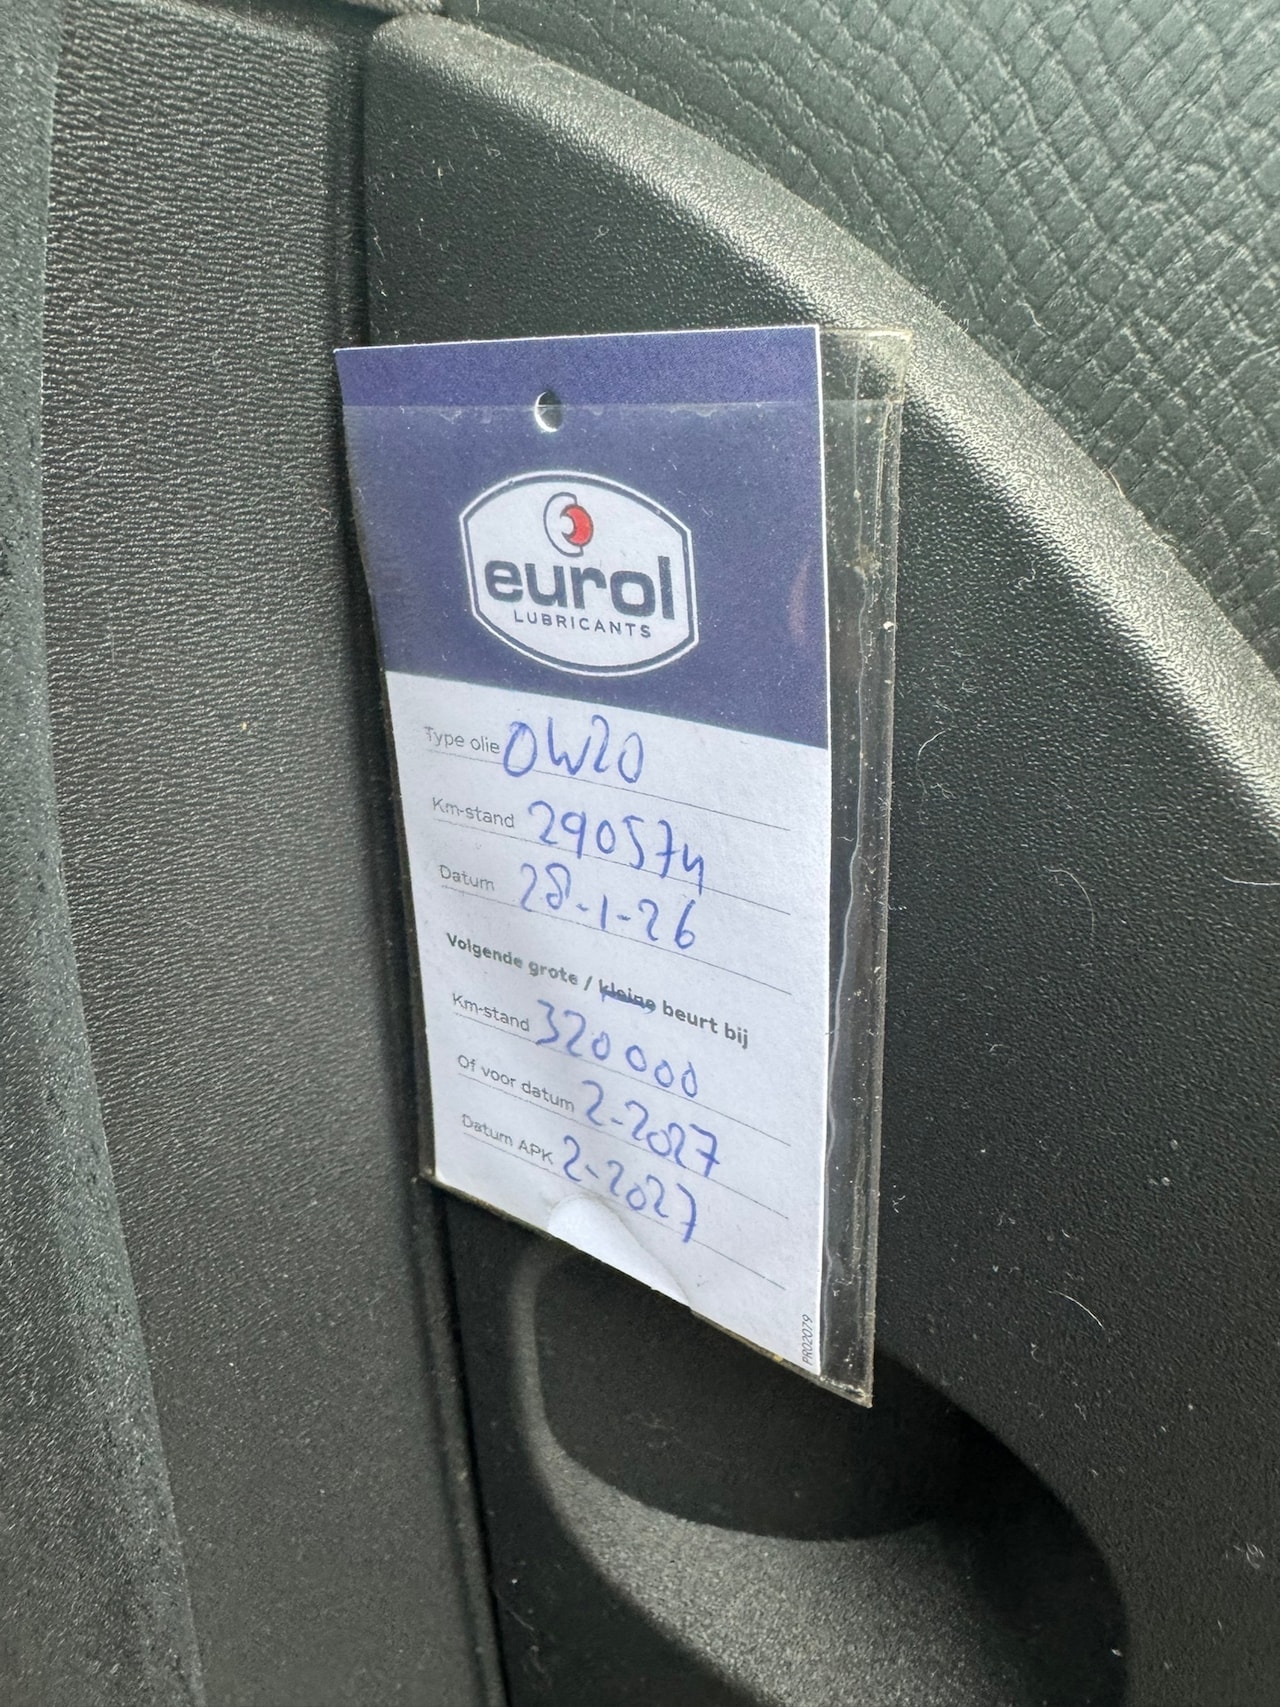 eurol
LUBRICANTS
Type olie 0W20
Km-stand 290574
Datum 28-1-26
Volgende grote / kleine beurt bij
Km-stand 320000
Of voor datum 2-2027
Datum APK 2-2027
PR02079